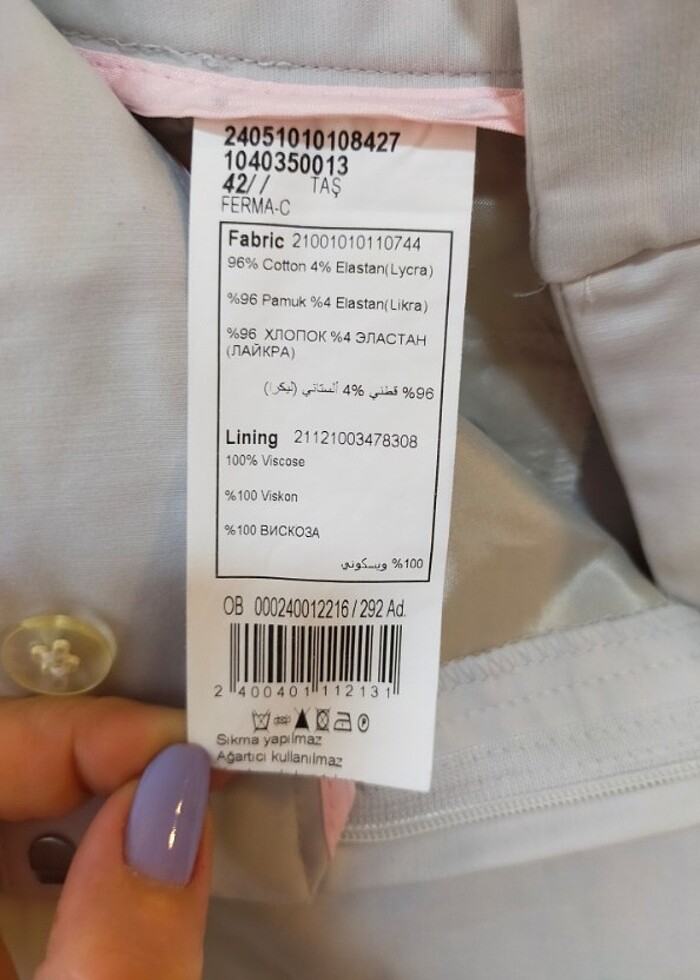 24051010108427
1040350013
42// TAŞ
FERMA-C
Fabric 21001010110744
96% Cotton 4% Elastan(Lycra)
%96 Pamuk %4 Elastan(Likra)
%96 ХЛОПОК %4 ЭЛАСТАН
(ЛАЙКРА)
96% قطني 4% ألستاني (ليكرا)
Lining 21121003478308
100% Viscose
%100 Viskon
%100 ВИСКОЗА
100% ويسكوني
OB 000240012216 / 292 Ad.
2 400401 112131
Sıkma yapılmaz
Ağartıcı kullanılmaz